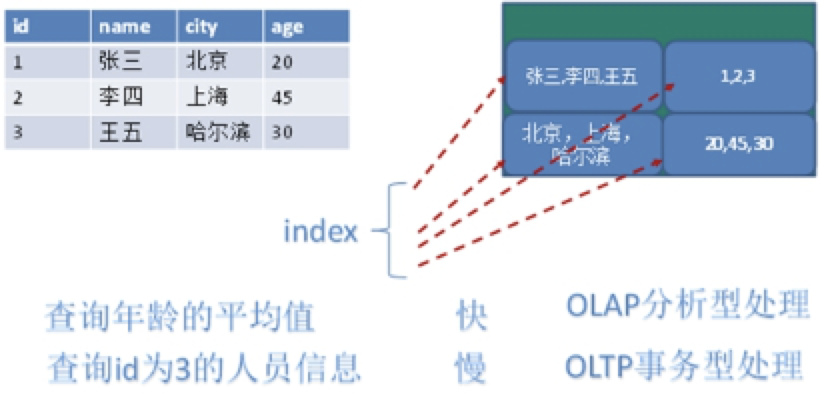 id name city age
1 张三 北京 20
2 李四 上海 45
3 王五 哈尔滨 30
张三,李四,王五 1,2,3
北京，上海， 20,45,30
哈尔滨
index
查询年龄的平均值 快 OLAP分析型处理
查询id为3的人员信息 慢 OLTP事务型处理